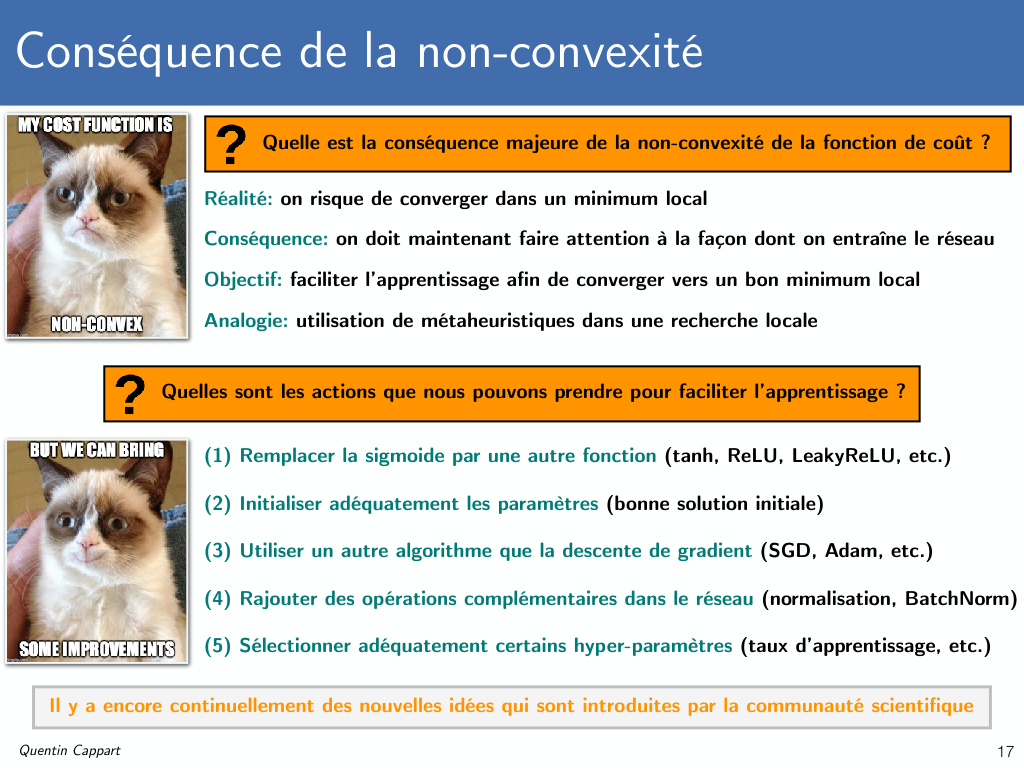 Conséquence de la non-convexité
MY COST FUNCTION IS
NON-CONVEX
? Quelle est la conséquence majeure de la non-convexité de la fonction de coût ?
Réalité: on risque de converger dans un minimum local
Conséquence: on doit maintenant faire attention à la façon dont on entraîne le réseau
Objectif: faciliter l'apprentissage afin de converger vers un bon minimum local
Analogie: utilisation de métaheuristiques dans une recherche locale
? Quelles sont les actions que nous pouvons prendre pour faciliter l'apprentissage ?
BUT WE CAN BRING
SOME IMPROVEMENTS
(1) Remplacer la sigmoide par une autre fonction (tanh, ReLU, LeakyReLU, etc.)
(2) Initialiser adéquatement les paramètres (bonne solution initiale)
(3) Utiliser un autre algorithme que la descente de gradient (SGD, Adam, etc.)
(4) Rajouter des opérations complémentaires dans le réseau (normalisation, BatchNorm)
(5) Sélectionner adéquatement certains hyper-paramètres (taux d'apprentissage, etc.)
Il y a encore continuellement des nouvelles idées qui sont introduites par la communauté scientifique
Quentin Cappart
17